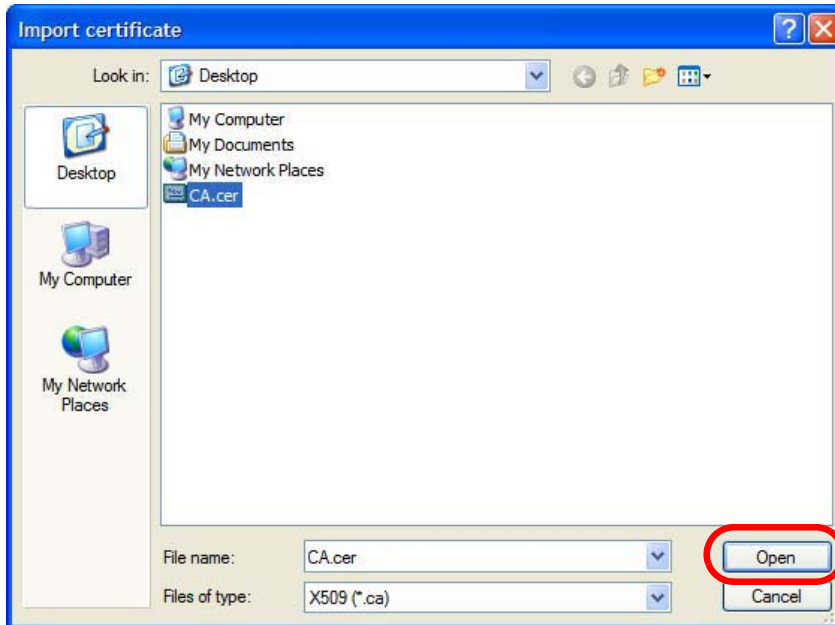 Import certificate
Look in: Desktop
Desktop
My Computer
My Network
Places
My Computer
My Documents
My Network Places
CA.cer
File name: CA.cer Open
Files of type: X509 (*.ca) Cancel